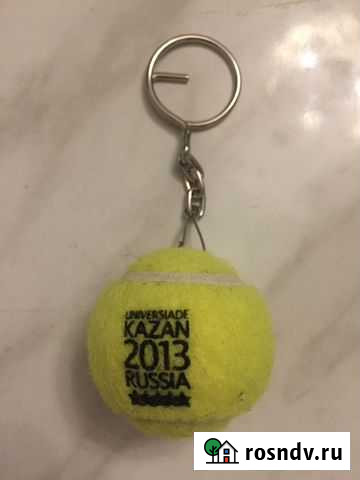 UNIVERSIADE
KAZAN
2013
RUSSIA
rosndv.ru